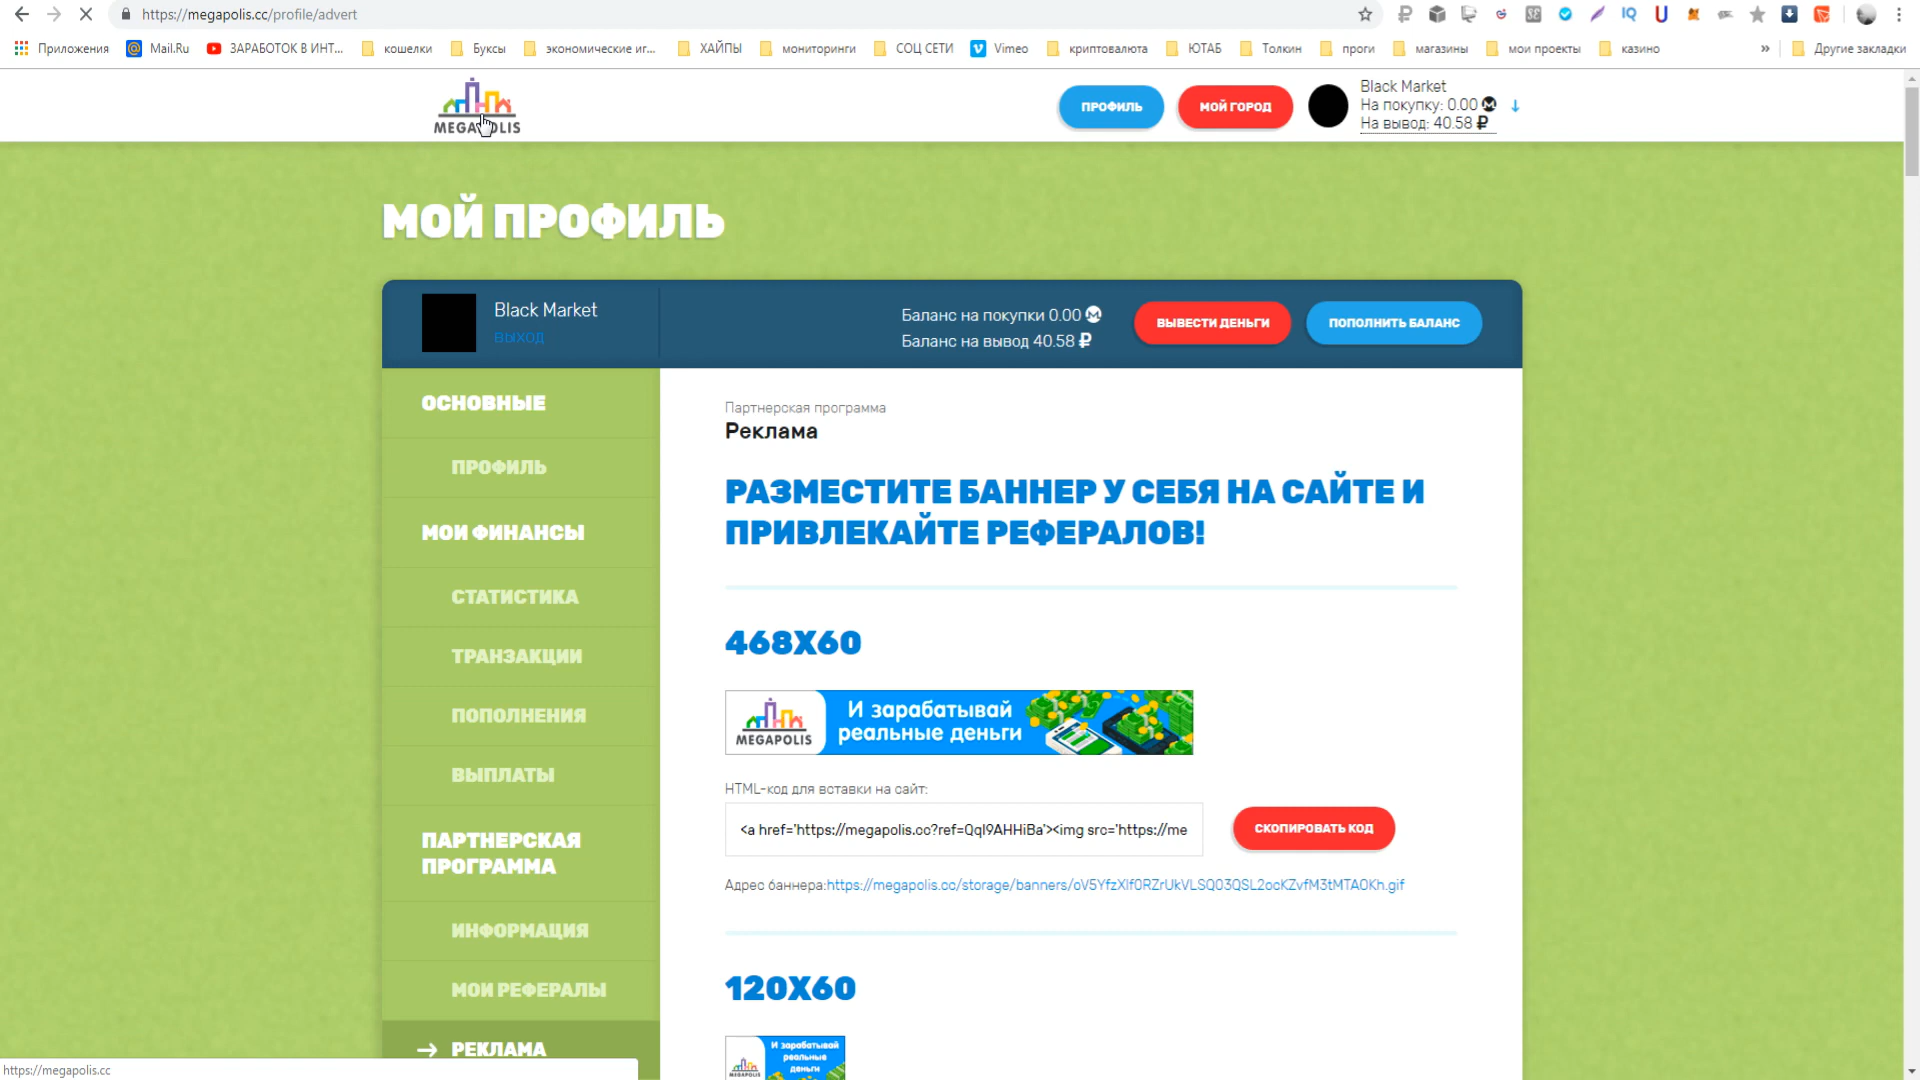 https://megapolis.cc/profile/advert
Приложения
Mail.Ru
ЗАРАБОТОК В ИНТ...
кошелки
Буксы
экономические иг...
ХАЙПЫ
мониторинги
СОЦ СЕТИ
Vimeo
криптовалюта
ЮТАБ
Толкин
проги
магазины
мои проекты
казино
»
Другие закладки
MEGAPOLIS
ПРОФИЛЬ
МОЙ ГОРОД
Black Market
На покупку: 0.00
На вывод: 40.58 ₽
МОЙ ПРОФИЛЬ
Black Market
ВЫХОД
Баланс на покупки 0.00
Баланс на вывод 40.58 ₽
ВЫВЕСТИ ДЕНЬГИ
ПОПОЛНИТЬ БАЛАНС
ОСНОВНЫЕ
ПРОФИЛЬ
МОИ ФИНАНСЫ
СТАТИСТИКА
ТРАНЗАКЦИИ
ПОПОЛНЕНИЯ
ВЫПЛАТЫ
ПАРТНЕРСКАЯ
ПРОГРАММА
ИНФОРМАЦИЯ
МОИ РЕФЕРАЛЫ
→ РЕКЛАМА
Партнерская программа
Реклама
РАЗМЕСТИТЕ БАННЕР У СЕБЯ НА САЙТЕ И
ПРИВЛЕКАЙТЕ РЕФЕРАЛОВ!
468X60
MEGAPOLIS
И зарабатывай
реальные деньги
HTML-код для вставки на сайт:
<a href='https://megapolis.cc?ref=QqI9AHHiBa'><img src='https://me
СКОПИРОВАТЬ КОД
Адрес баннера:https://megapolis.cc/storage/banners/oV5YfzXIf0RZrUkVLSQ03QSL2ocKZvfM3tMTAOKh.gif
120X60
И зарабатывай
реальные
деньги
MEGAPOLIS
https://megapolis.cc